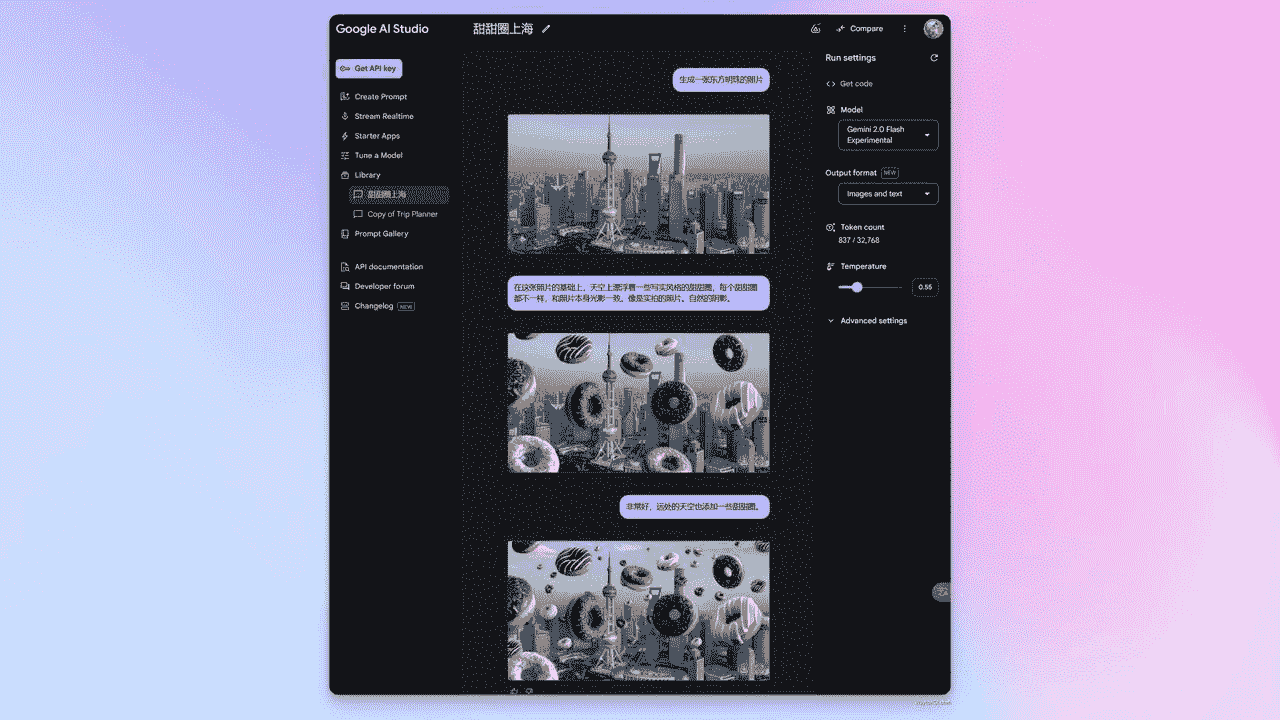 Google AI Studio
甜甜圈上海
Compare
Get API key
Create Prompt
Stream Realtime
Starter Apps
Tune a Model
Library
甜甜圈上海
Copy of Trip Planner
Prompt Gallery
API documentation
Developer forum
Changelog NEW
生成一张东方明珠的照片
在这张照片的基础上，天空上漂浮着一些写实风格的甜甜圈，每个甜甜圈
都不一样，和照片本身光影一致。像是实拍的照片。自然的阴影。
非常好，远处的天空也添加一些甜甜圈。
Run settings
Get code
Model
Gemini 2.0 Flash
Experimental
Output format NEW
Images and text
Token count
837 / 32,768
Temperature
0.55
Advanced settings